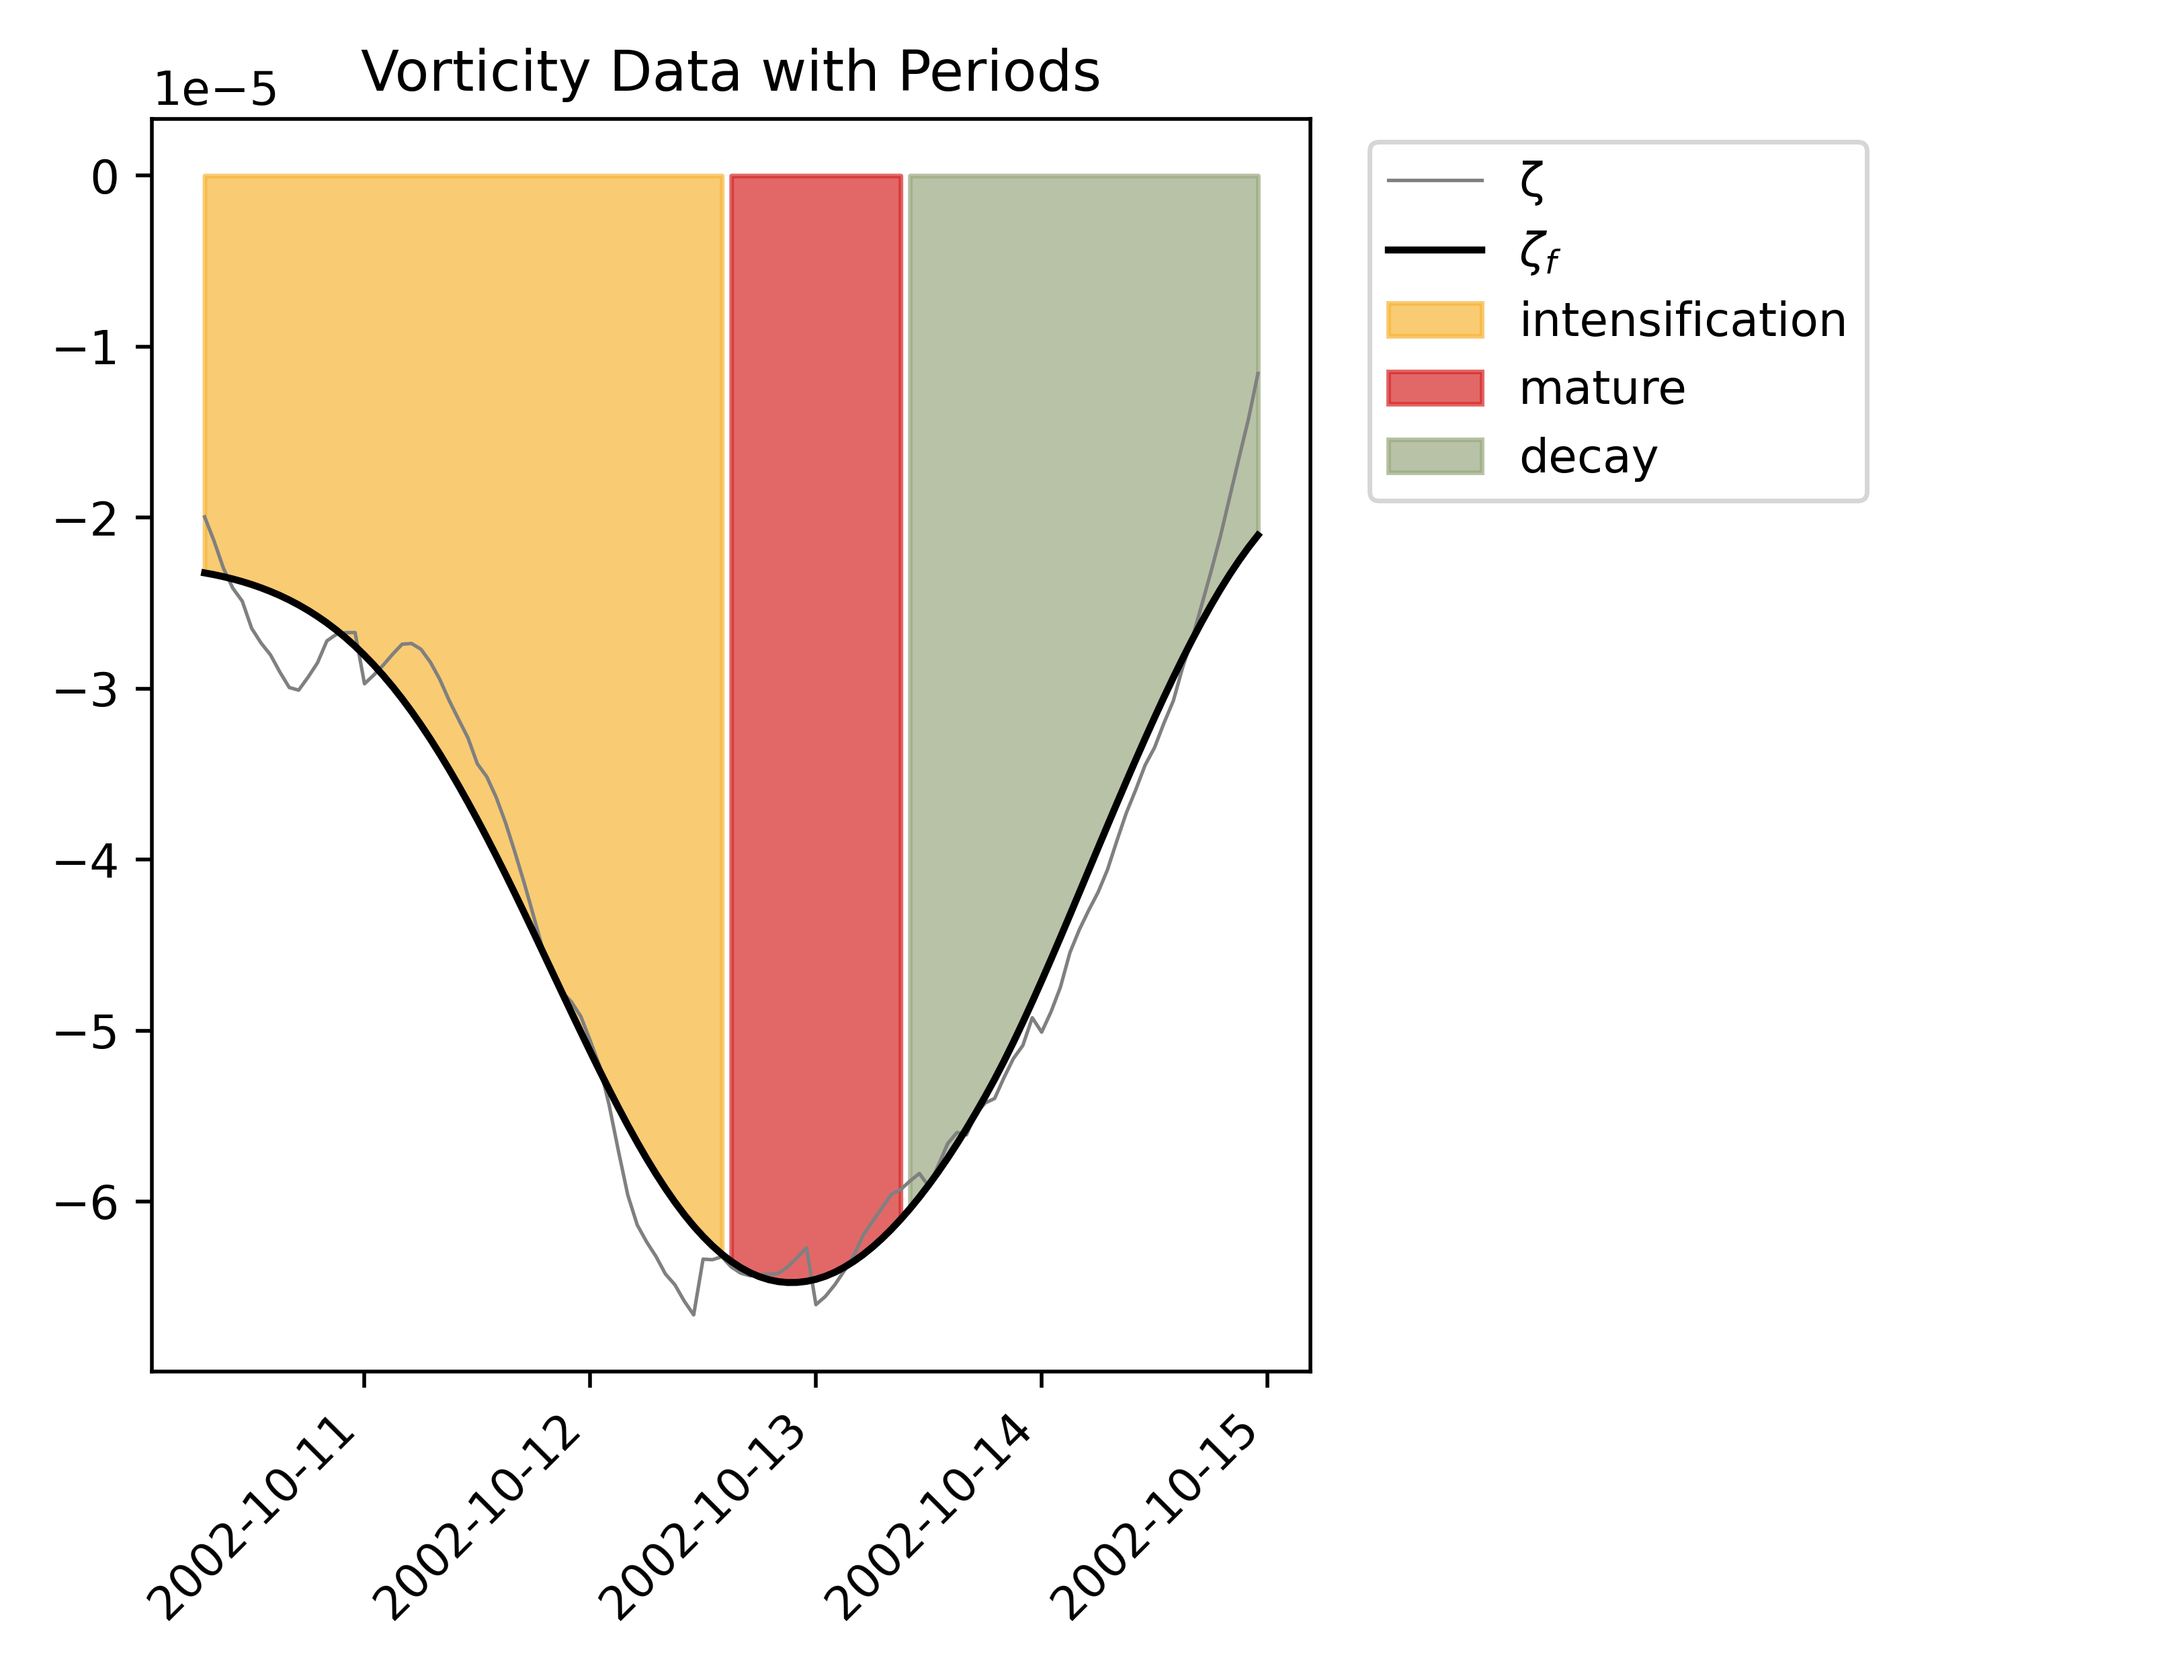 Vorticity Data with Periods
1e−5
0
−1
−2
−3
−4
−5
−6
2002-10-11
2002-10-12
2002-10-13
2002-10-14
2002-10-15
ζ
ζf
intensification
mature
decay